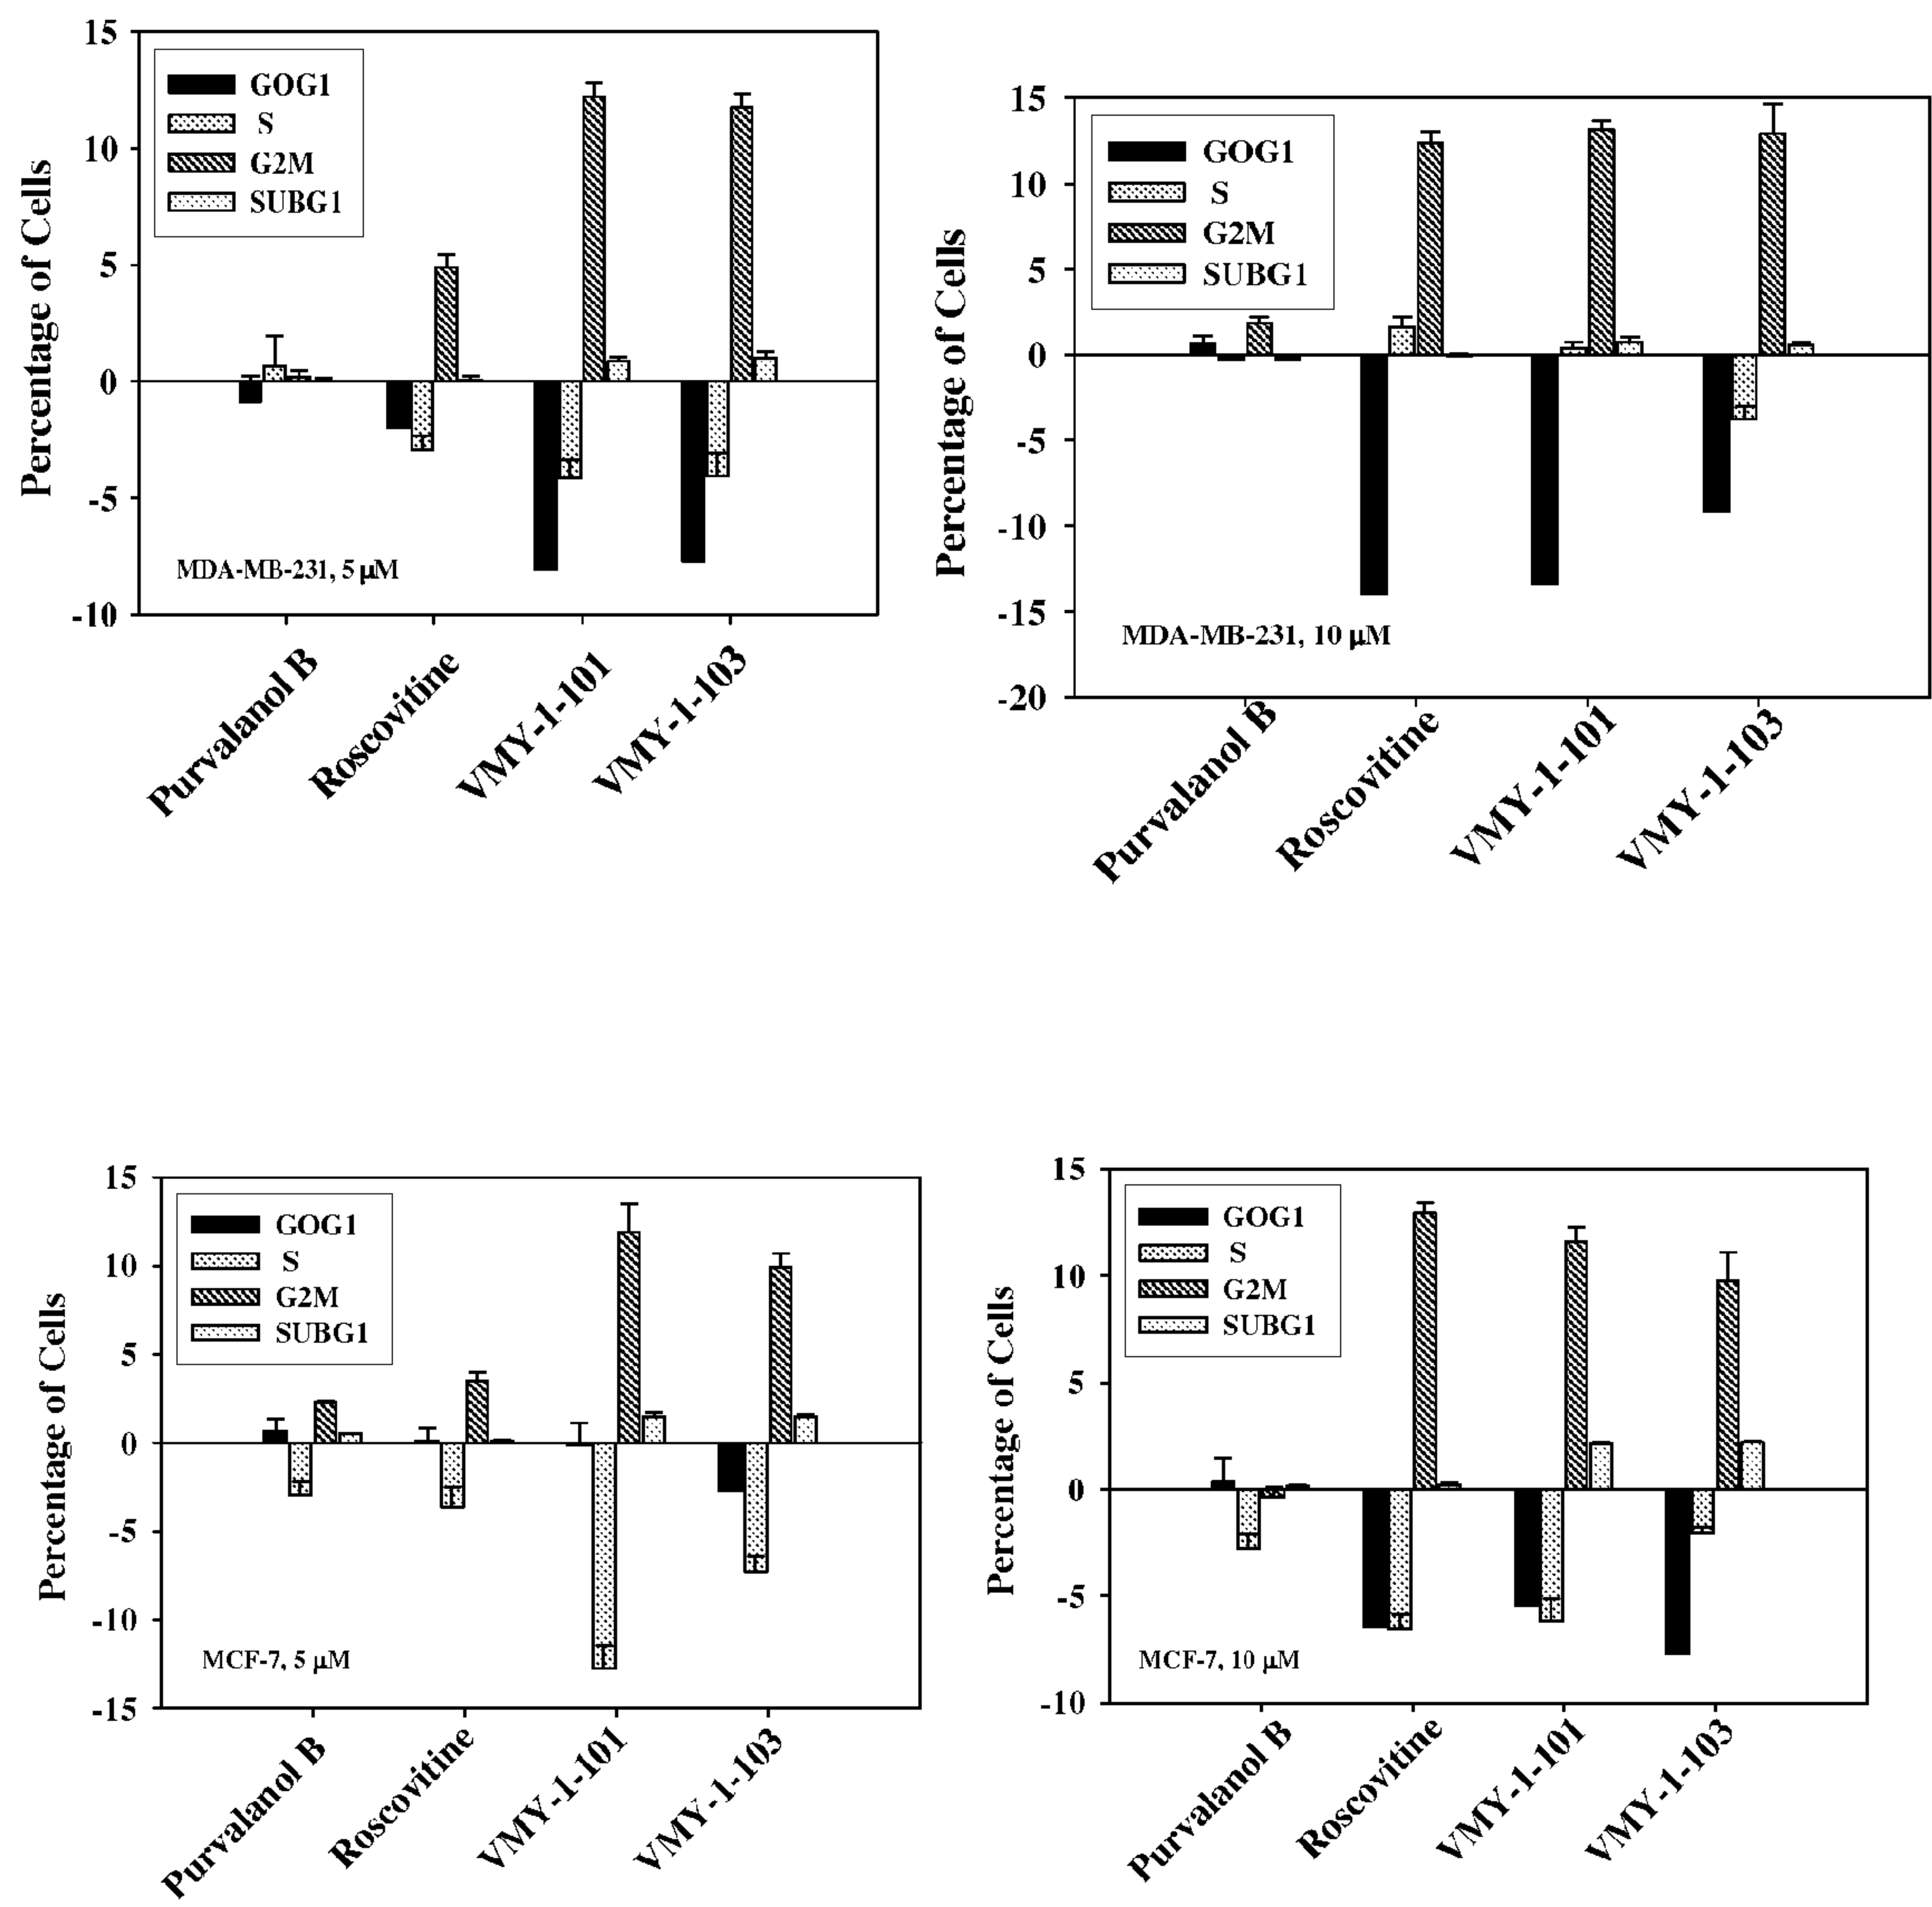 Percentage of Cells
15
10
5
0
-5
-10
GOG1
S
G2M
SUBG1
MDA-MB-231, 5 μM
Purvalanol B
Roscovitine
VMY-1-101
VMY-1-103
Percentage of Cells
15
10
5
0
-5
-10
-15
-20
GOG1
S
G2M
SUBG1
MDA-MB-231, 10 μM
Purvalanol B
Roscovitine
VMY-1-101
VMY-1-103
Percentage of Cells
15
10
5
0
-5
-10
-15
GOG1
S
G2M
SUBG1
MCF-7, 5 μM
Purvalanol B
Roscovitine
VMY-1-101
VMY-1-103
Percentage of Cells
15
10
5
0
-5
-10
GOG1
S
G2M
SUBG1
MCF-7, 10 μM
Purvalanol B
Roscovitine
VMY-1-101
VMY-1-103